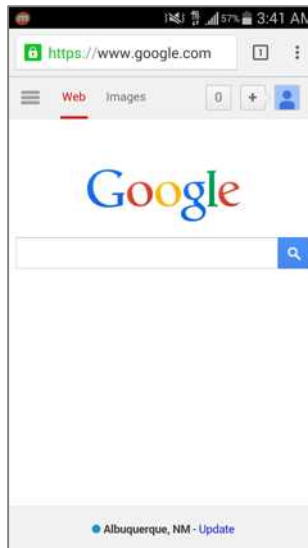 57% 3:41 AM
https://www.google.com 1
Web Images 0 +
Google
Albuquerque, NM - Update